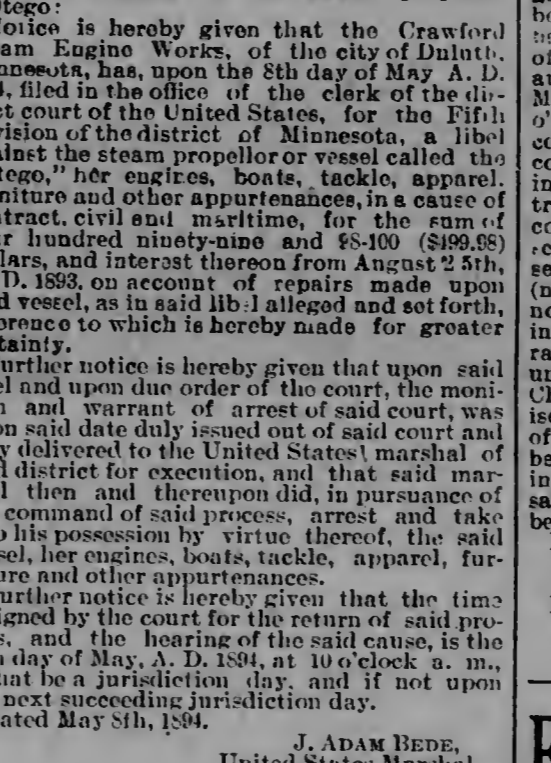 tego:
otice is hereby given that the Crawford
am Engine Works, of the city of Duluth,
nnesota, has, upon the 8th day of May A. D.
, filed in the office of the clerk of the dis-
ct court of the United States, for the Fifth
vision of the district of Minnesota, a libel
ainst the steam propellor or vessel called the
tego," her engines, boats, tackle, apparel.
niture and other appurtenances, in a cause of
tract. civil and maritime, for the sum of
r hundred ninety-nine and 98-100 ($499.98)
lars, and interest thereon from August 25th,
D. 1893. on account of repairs made upon
d vessel, as in said libel alleged and set forth,
erence to which is hereby made for greater
tainty.
urther notice is hereby given that upon said
el and upon due order of the court, the moni-
n and warrant of arrest of said court, was
on said date duly issued out of said court and
y delivered to the United States marshal of
d district for execution, and that said mar-
l then and thereupon did, in pursuance of
command of said process, arrest and take
o his possession by virtue thereof, the said
sel, her engines, boats, tackle, apparel, fur-
ure and other appurtenances.
urther notice is hereby given that the time
igned by the court for the return of said pro-
s, and the hearing of the said cause, is the
day of May, A. D. 1894, at 10 o'clock a. m.,
hat be a jurisdiction day, and if not upon
next succeeding jurisdiction day.
ated May 8th, 1894.
J. ADAM BEDE,
United States Marshal